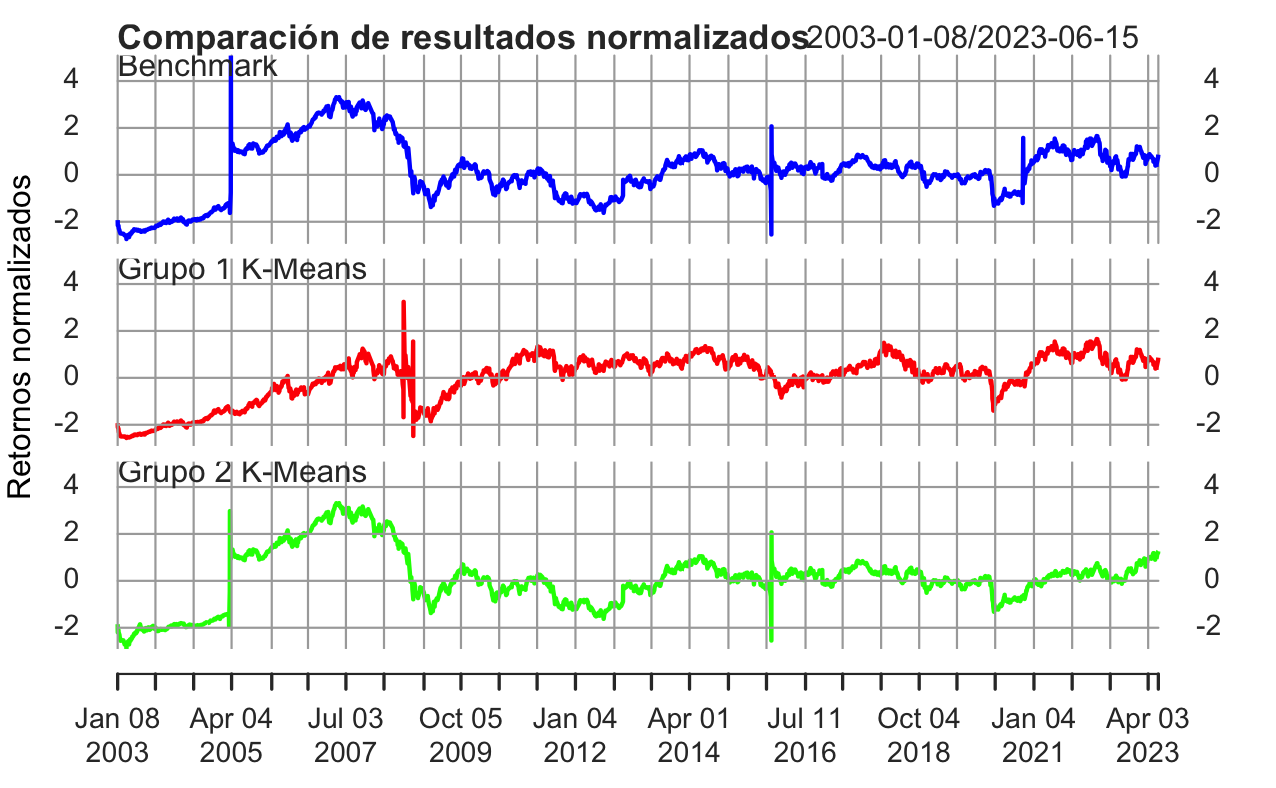 Comparación de resultados normalizados 2003-01-08/2023-06-15
Benchmark
4 4
2 2
0 0
-2 -2
Grupo 1 K-Means
4 4
2 2
0 0
-2 -2
Grupo 2 K-Means
4 4
2 2
0 0
-2 -2
Retornos normalizados
Jan 08 Apr 04 Jul 03 Oct 05 Jan 04 Apr 01 Jul 11 Oct 04 Jan 04 Apr 03
2003 2005 2007 2009 2012 2014 2016 2018 2021 2023